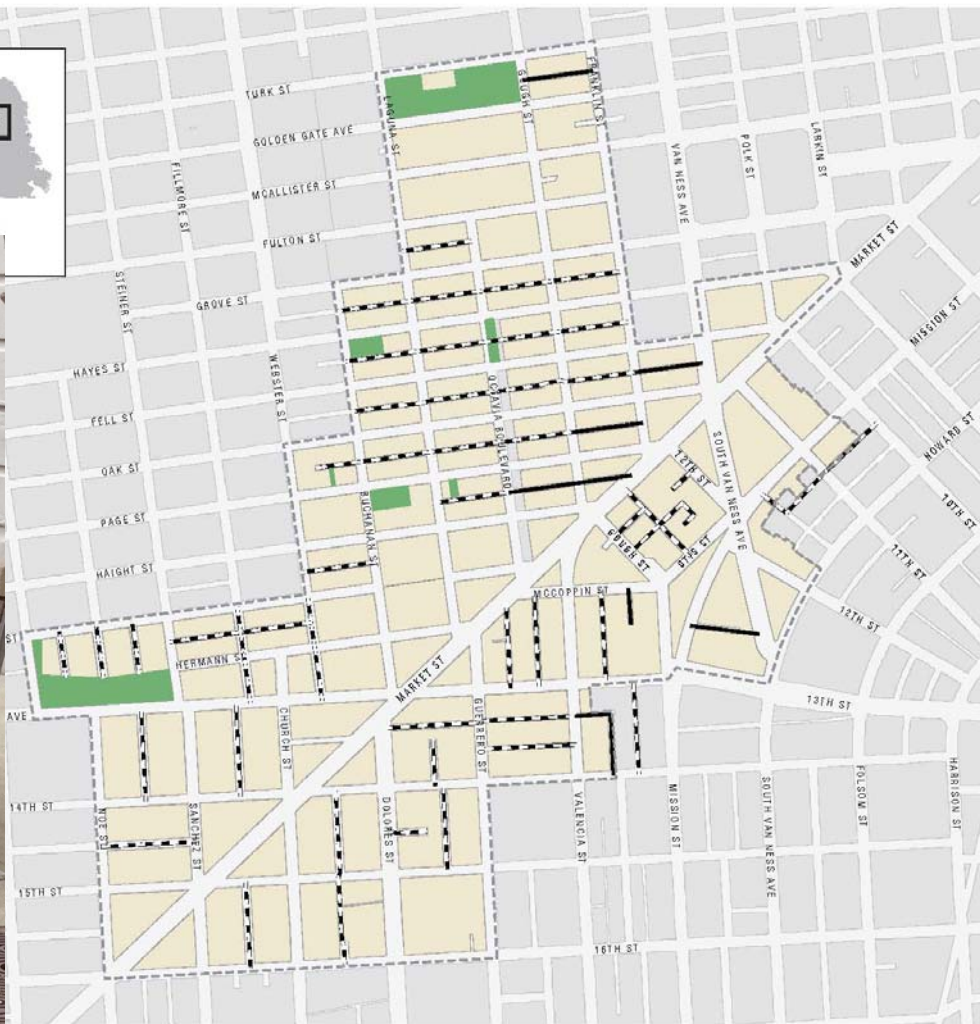 TURK ST
GOLDEN GATE AVE
MCALLISTER ST
FULTON ST
GROVE ST
HAYES ST
FELL ST
OAK ST
PAGE ST
HAIGHT ST
HERMANN ST
ST
AVE
14TH ST
15TH ST
16TH ST
STEINER ST
FILLMORE ST
WEBSTER ST
BUCHANAN ST
LAGUNA ST
OCTAVIA BOULEVARD
GOUGH ST
FRANKLIN ST
VAN NESS AVE
POLK ST
LARKIN ST
MARKET ST
MISSION ST
HOWARD ST
10TH ST
11TH ST
12TH ST
12TH ST
SOUTH VAN NESS AVE
GOUGH ST
OTIS ST
MCCOPPIN ST
MARKET ST
13TH ST
NOE ST
SANCHEZ ST
CHURCH ST
DOLORES ST
GUERRERO ST
VALENCIA ST
MISSION ST
SOUTH VAN NESS AVE
FOLSOM ST
HARRISON ST